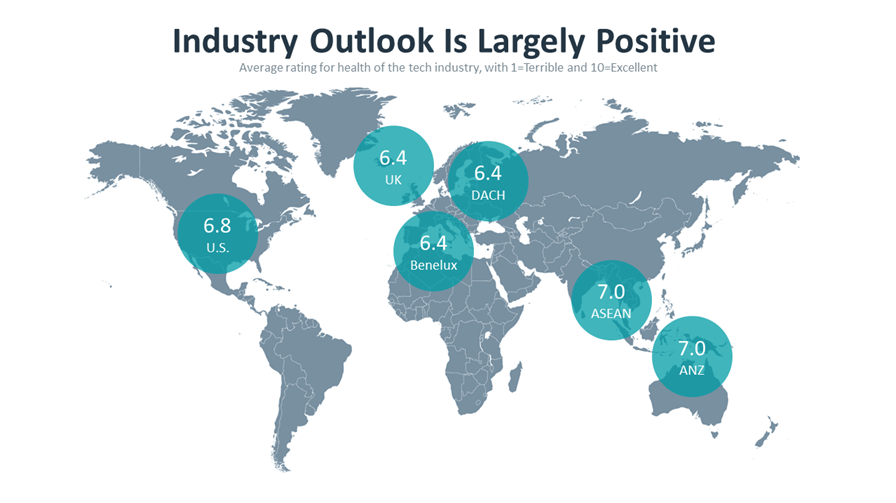 Industry Outlook Is Largely Positive
Average rating for health of the tech industry, with 1=Terrible and 10=Excellent
6.4
UK
6.4
DACH
6.8
U.S.
6.4
Benelux
7.0
ASEAN
7.0
ANZ